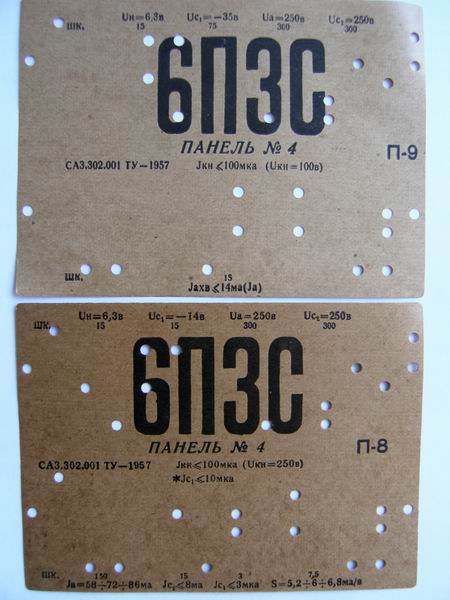 шк. Uн=6,3в Uc₁=−35в Uа=250в Uc₂=250в
15 75 300 300
6П3С
ПАНЕЛЬ № 4
П-9
СА3.302.001 ТУ—1957 Jкн⩽100мка (Uкн=100в)
шк. 15
Jахв⩽14ма(Ja)
шк. Uн=6,3в Uc₁=−14в Uа=250в Uc₂=250в
15 15 300 300
6П3С
ПАНЕЛЬ № 4
П-8
СА3.302.001 ТУ—1957 Jкн⩽100мка (Uкн=250в)
✱Jc₁⩽10мка
шк. 150 15 3 7,5
Ja=58÷72÷86ма Jc₂⩽8ма Jc₁⩽3мка S=5,2÷6÷6,8ма/в